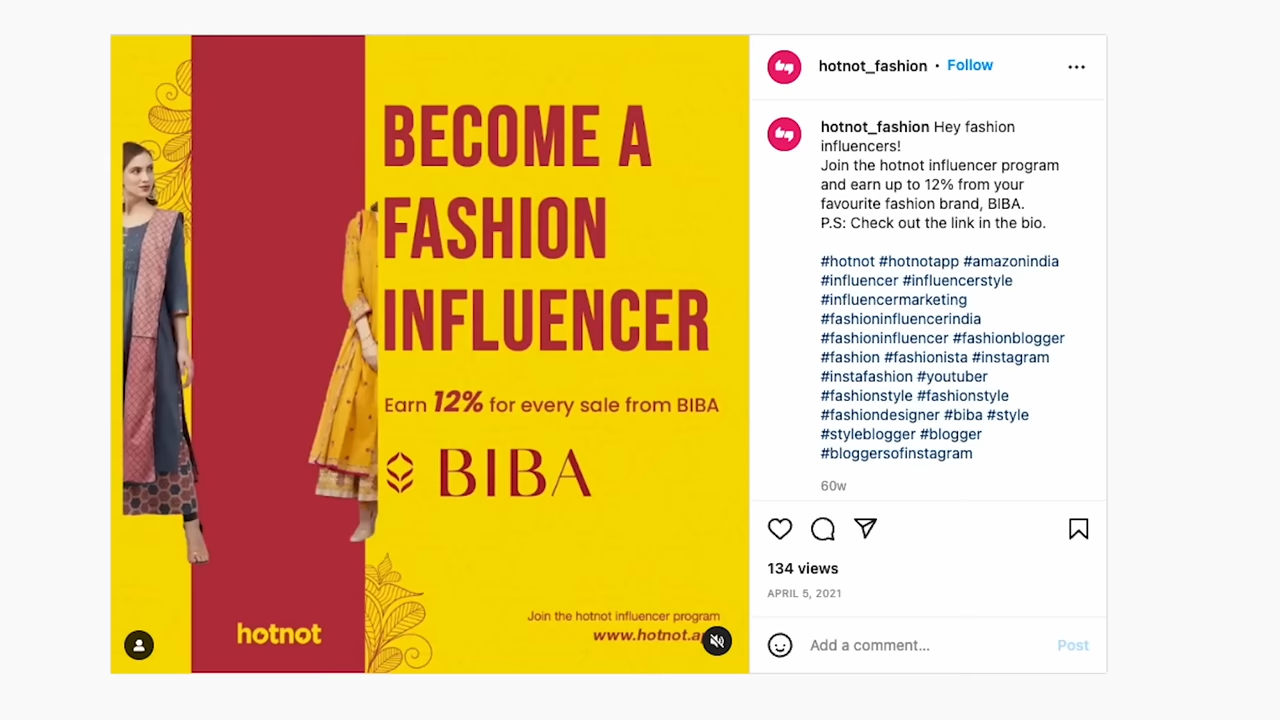 BECOME A
FASHION
INFLUENCER
Earn 12% for every sale from BIBA
BIBA
hotnot
Join the hotnot influencer program
www.hotnot.a
hotnot_fashion • Follow
hotnot_fashion Hey fashion
influencers!
Join the hotnot influencer program
and earn up to 12% from your
favourite fashion brand, BIBA.
P.S: Check out the link in the bio.
#hotnot #hotnotapp #amazonindia
#influencer #influencerstyle
#influencermarketing
#fashioninfluencerindia
#fashioninfluencer #fashionblogger
#fashion #fashionista #instagram
#instafashion #youtuber
#fashionstyle #fashionstyle
#fashiondesigner #biba #style
#styleblogger #blogger
#bloggersofinstagram
60w
134 views
APRIL 5, 2021
Add a comment...
Post